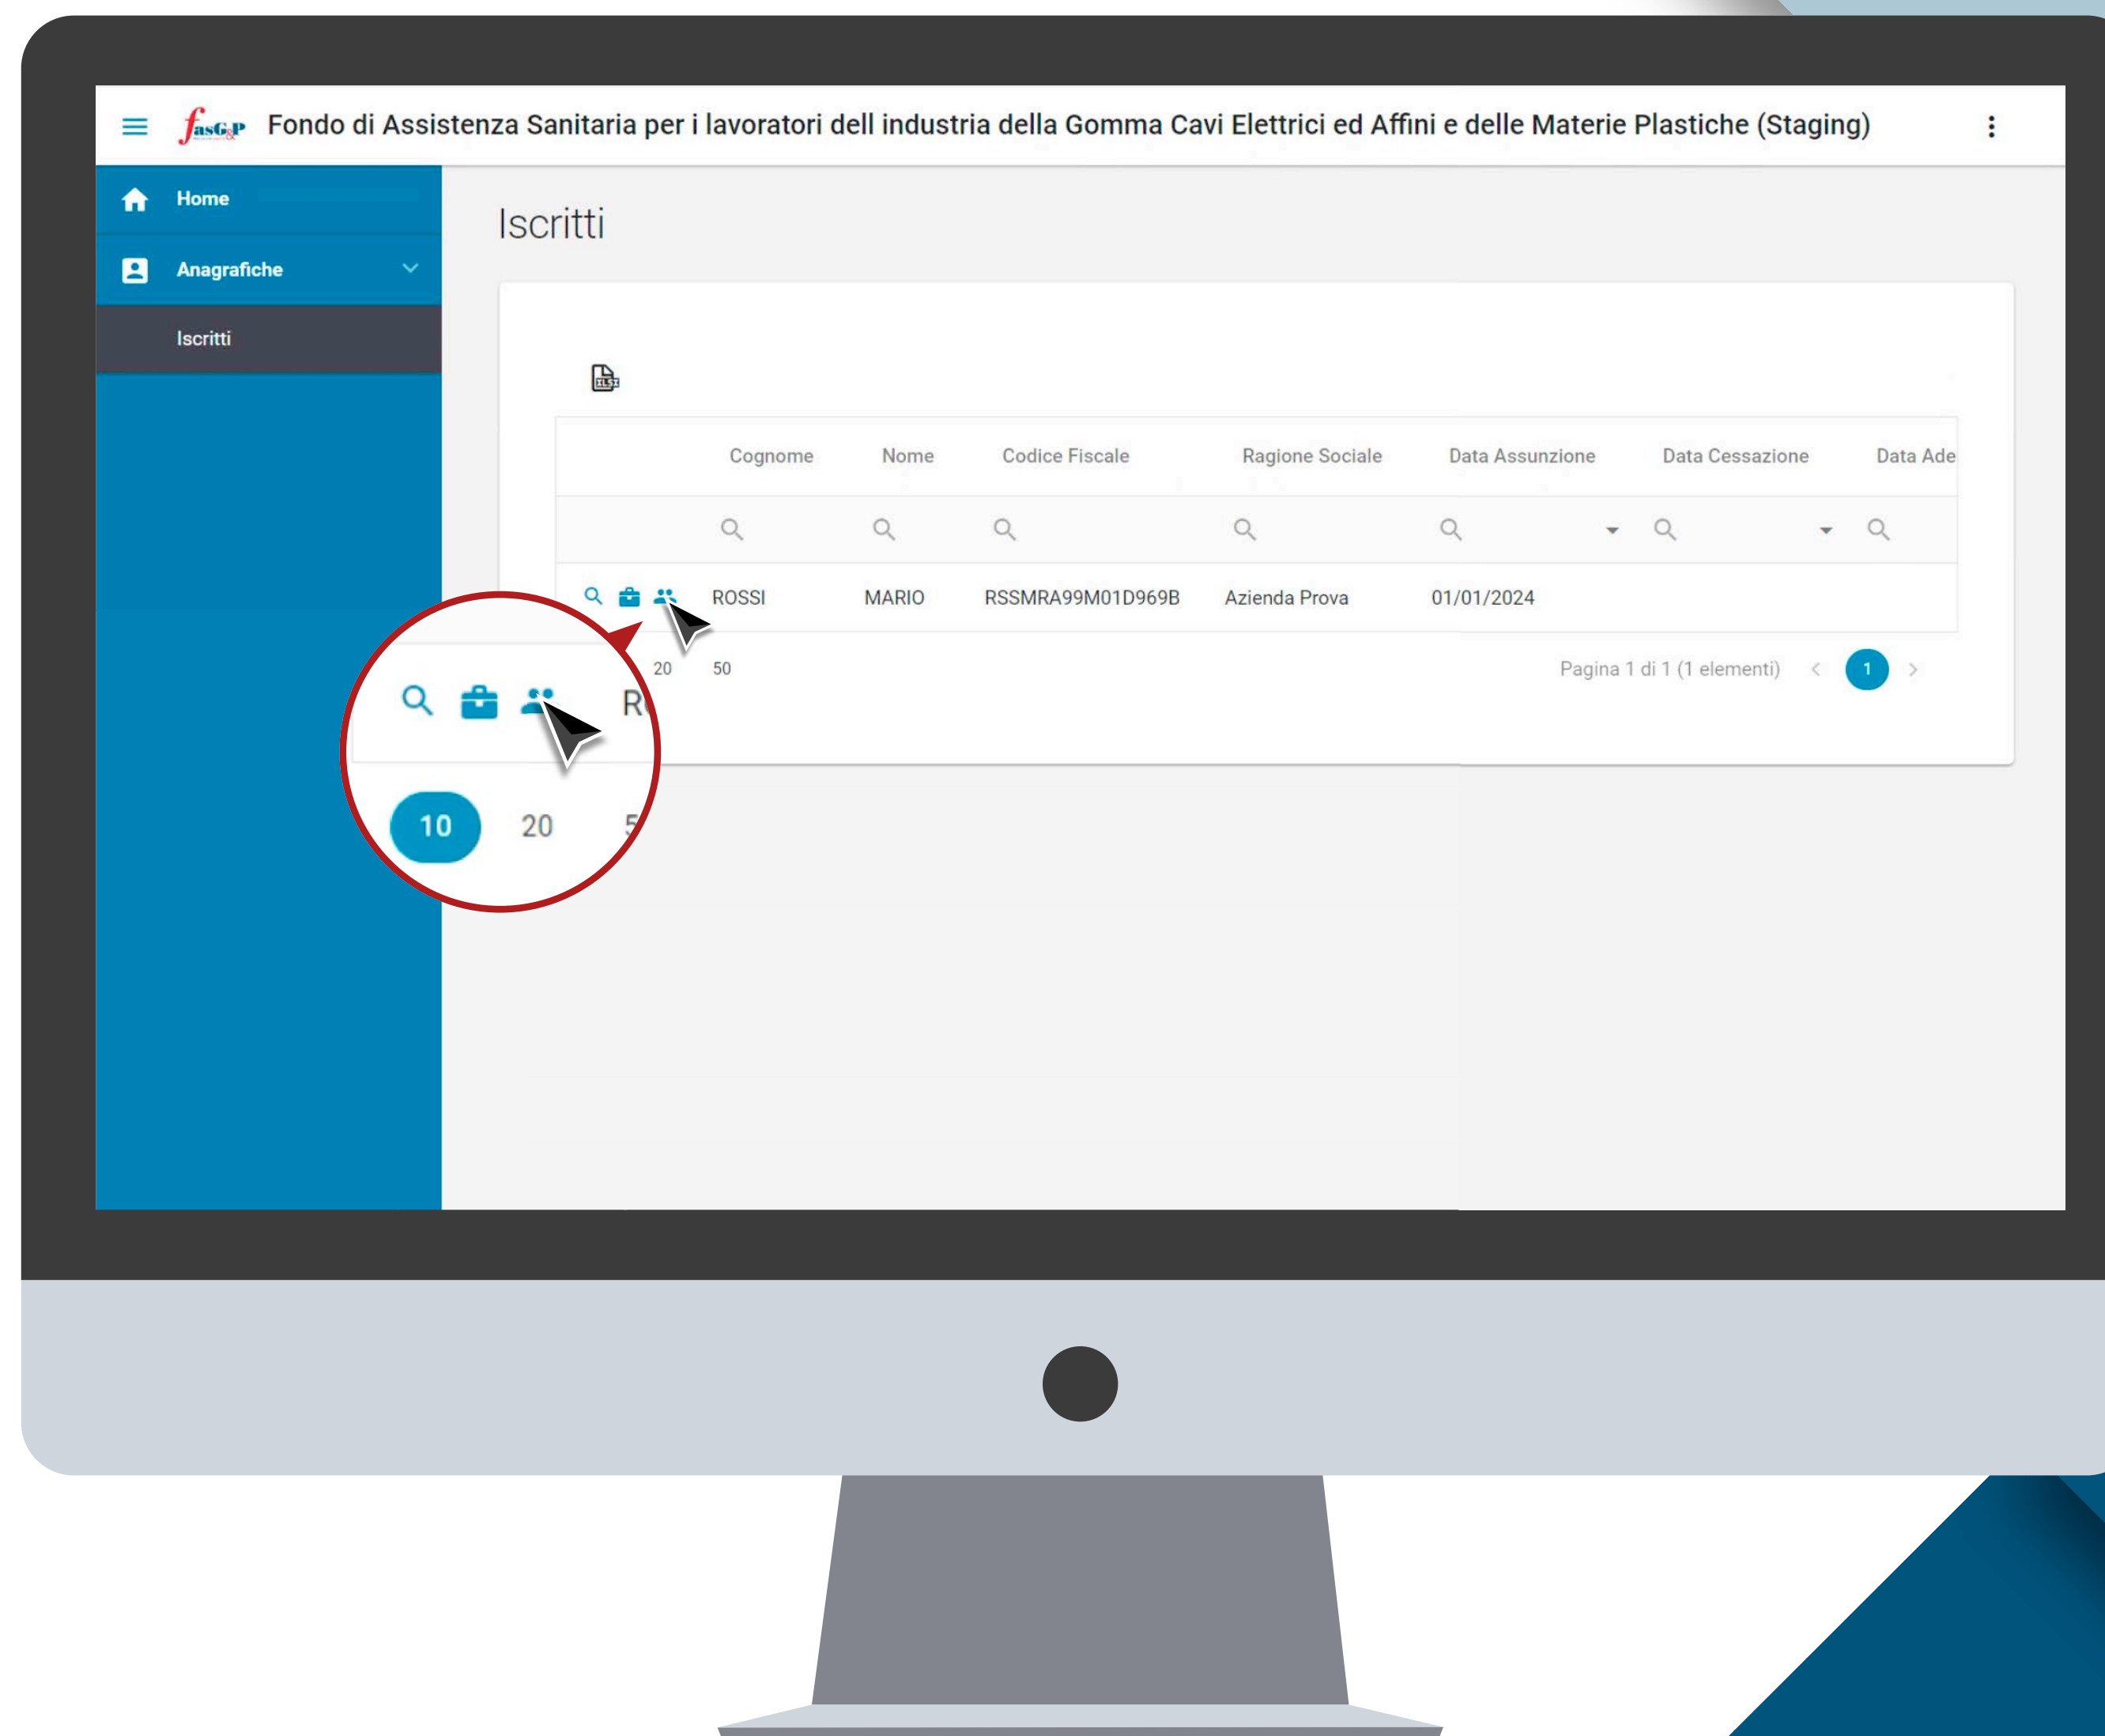 fasG&P Fondo di Assistenza Sanitaria per i lavoratori dell industria della Gomma Cavi Elettrici ed Affini e delle Materie Plastiche (Staging)
Home
Anagrafiche
Iscritti
Iscritti
Cognome Nome Codice Fiscale Ragione Sociale Data Assunzione Data Cessazione Data Ade
ROSSI MARIO RSSMRA99M01D969B Azienda Prova 01/01/2024
20 50 Pagina 1 di 1 (1 elementi) < 1 >
10 20 5